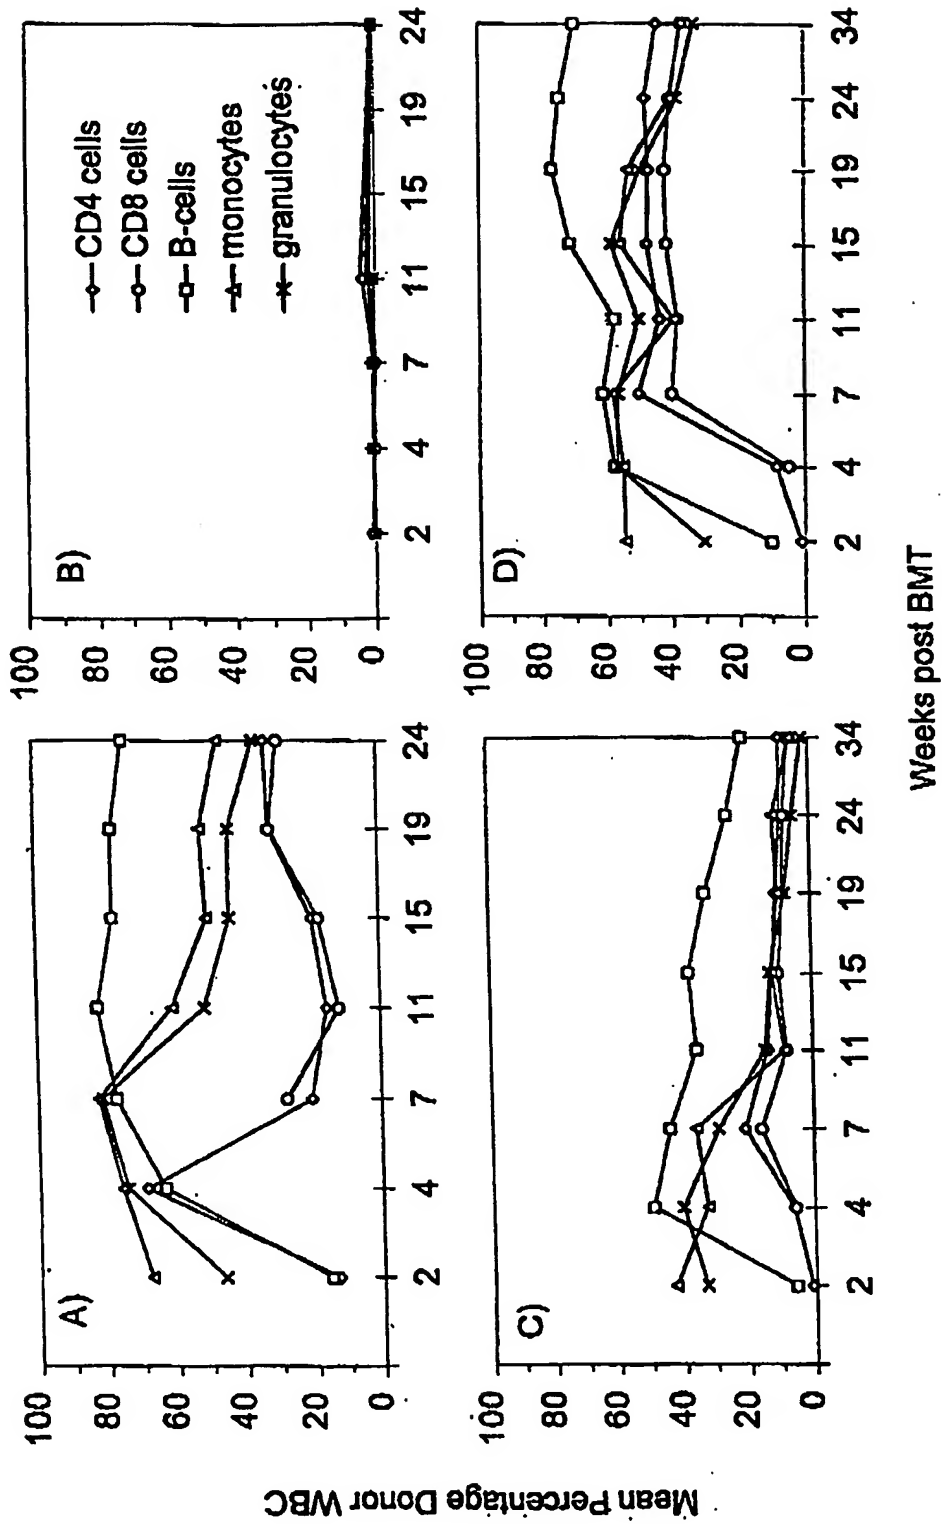 Mean Percentage Donor WBC
A)
100
80
60
40
20
0
2 4 7 11 15 19 24
B)
100
80
60
40
20
0
2 4 7 11 15 19 24
CD4 cells
CD8 cells
B-cells
monocytes
granulocytes
C)
100
80
60
40
20
0
2 4 7 11 15 19 24 34
D)
100
80
60
40
20
0
2 4 7 11 15 19 24 34
Weeks post BMT